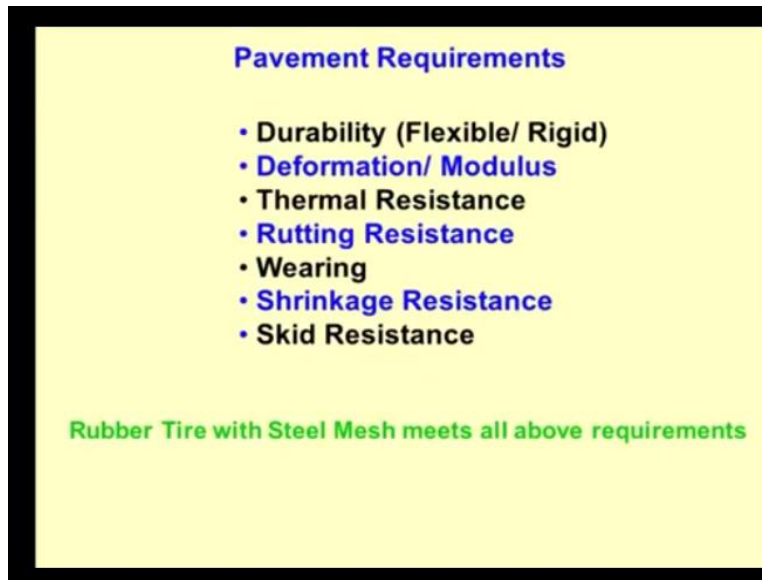 Pavement Requirements
• Durability (Flexible/ Rigid)
• Deformation/ Modulus
• Thermal Resistance
• Rutting Resistance
• Wearing
• Shrinkage Resistance
• Skid Resistance
Rubber Tire with Steel Mesh meets all above requirements